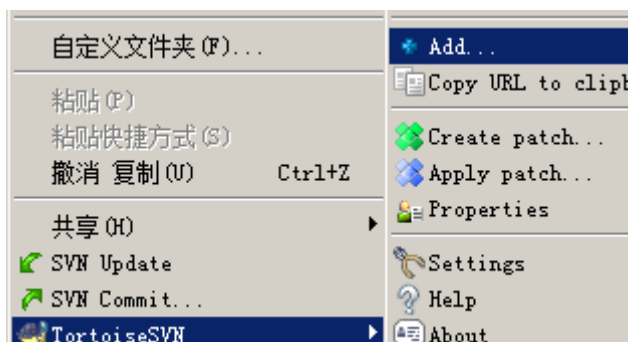 自定义文件夹(F)...
粘贴(P)
粘贴快捷方式(S)
撤消 复制(U) Ctrl+Z
共享(H)
SVN Update
SVN Commit...
TortoiseSVN
Add...
Copy URL to clipb
Create patch...
Apply patch...
Properties
Settings
Help
About